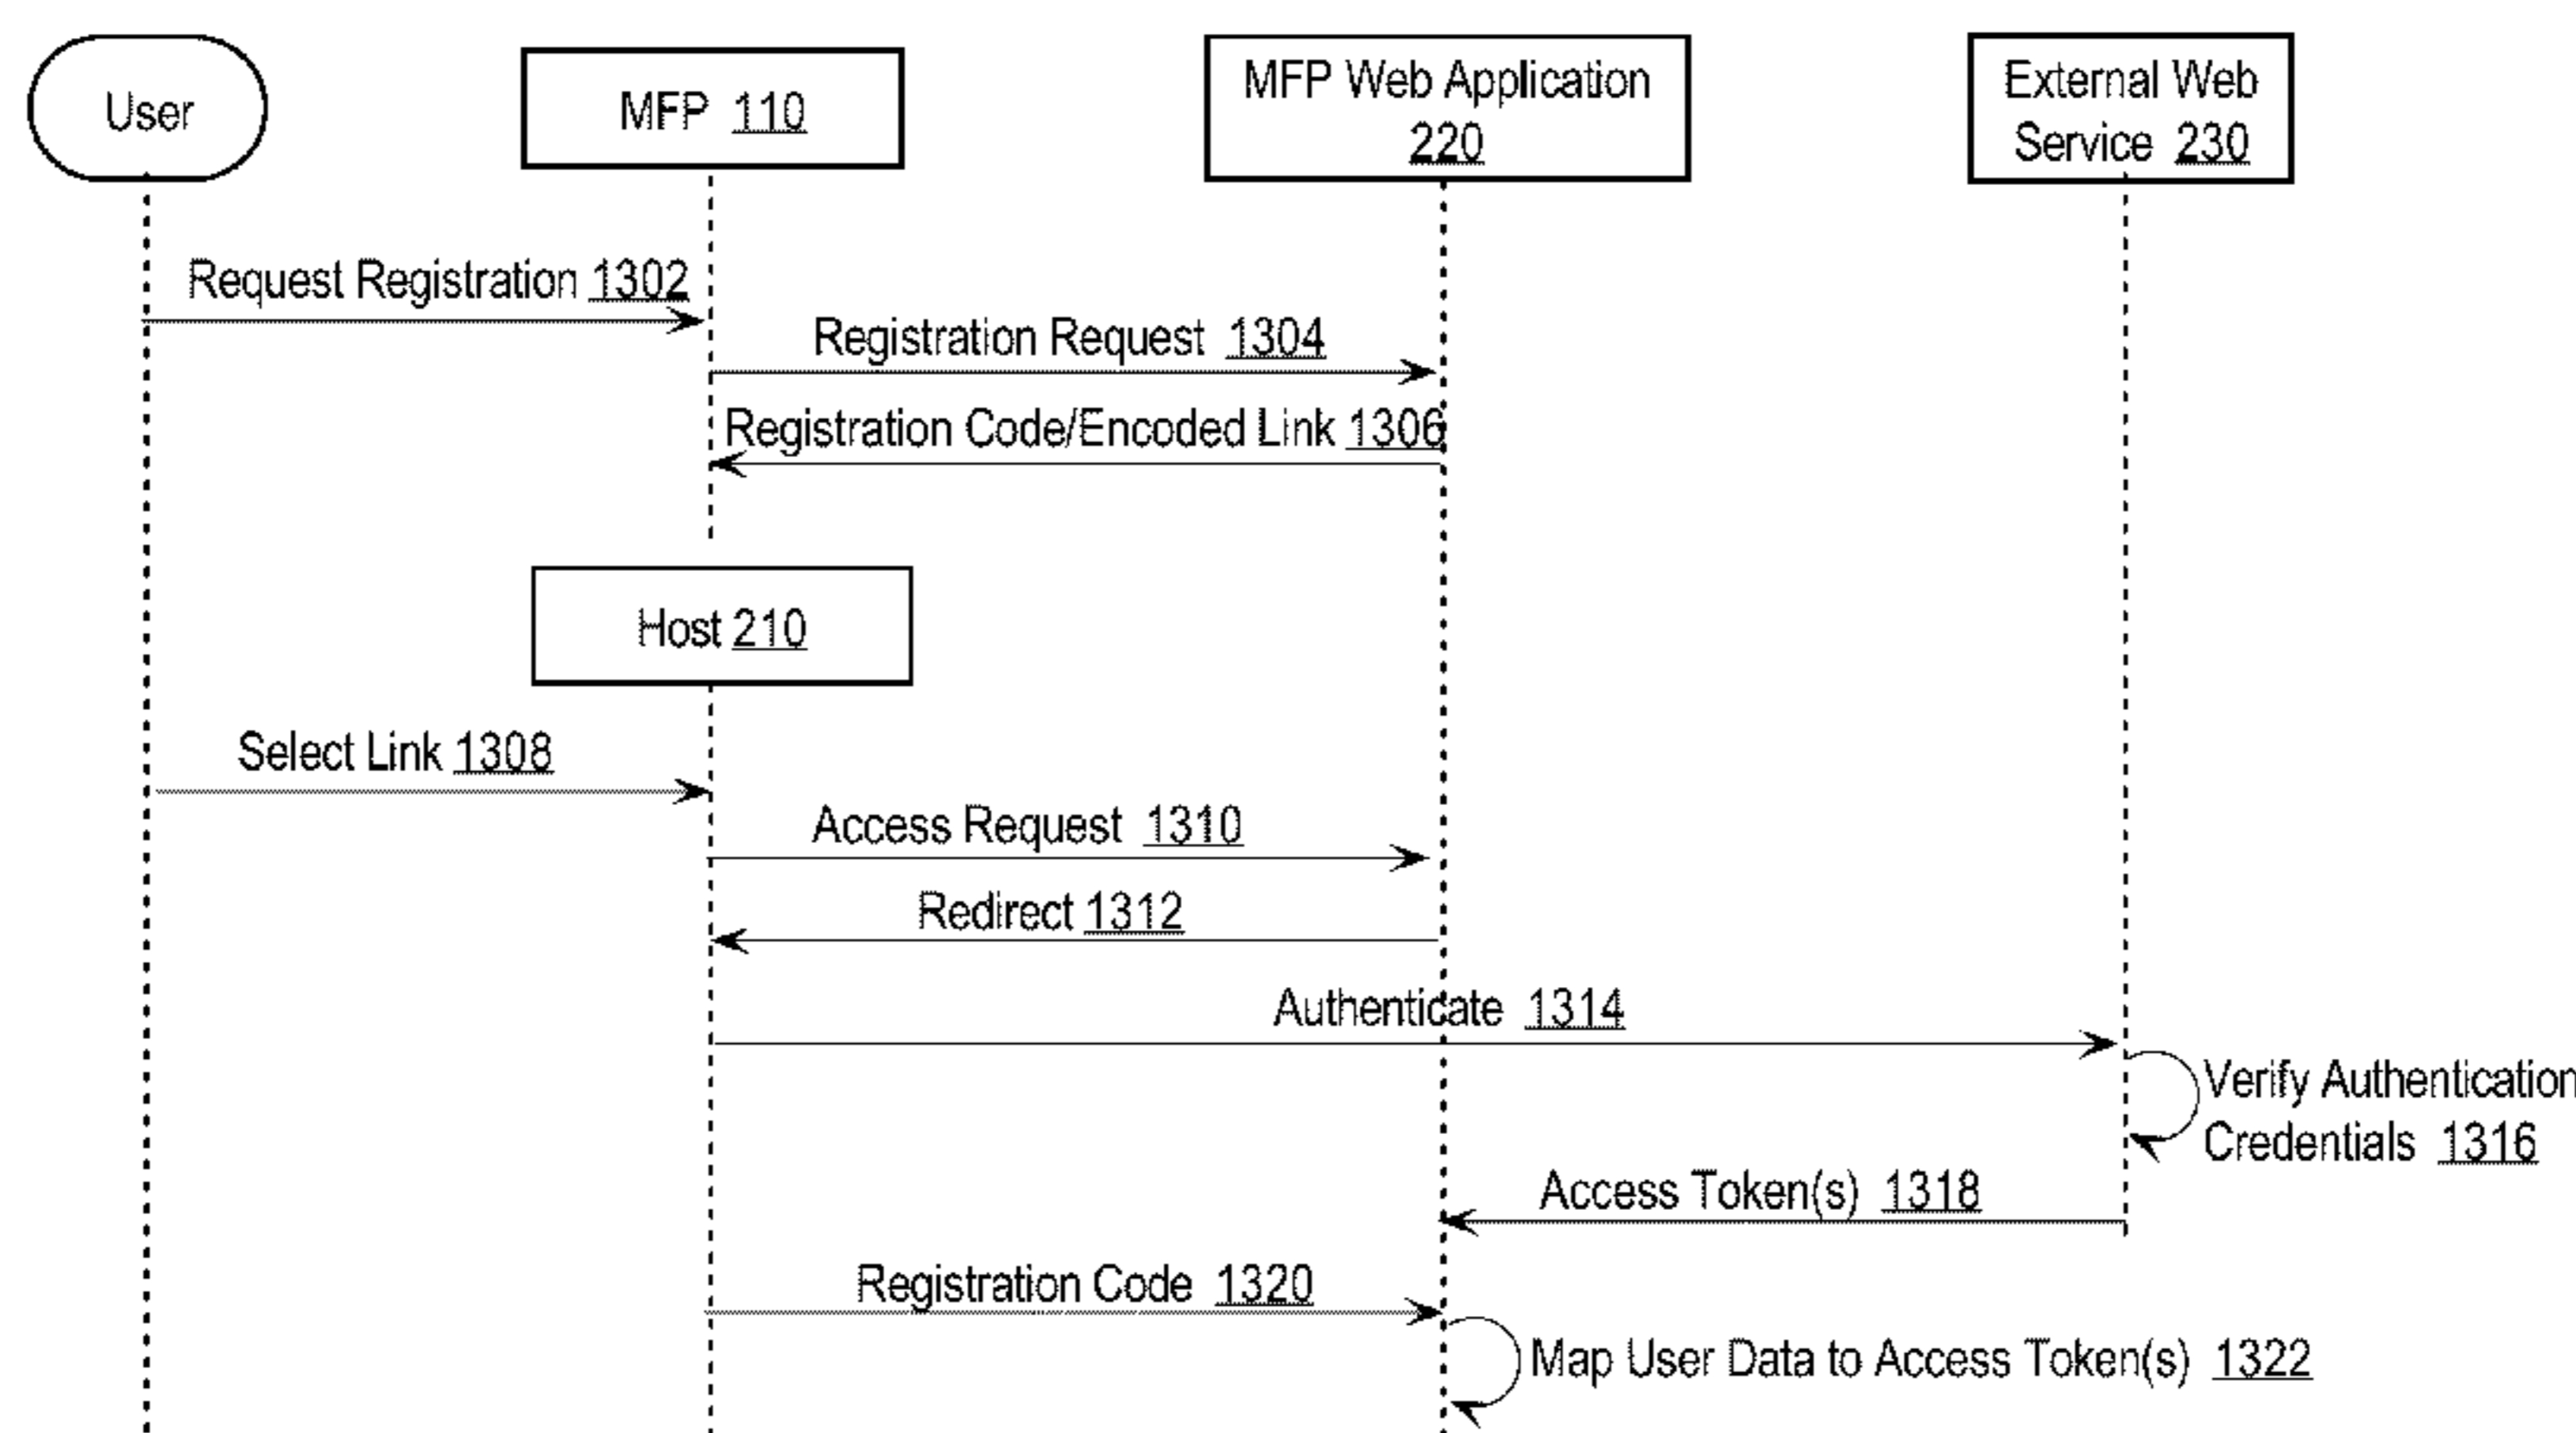 User
MFP 110
MFP Web Application
220
External Web
Service 230
Request Registration 1302
Registration Request 1304
Registration Code/Encoded Link 1306
Host 210
Select Link 1308
Access Request 1310
Redirect 1312
Authenticate 1314
Verify Authentication
Credentials 1316
Access Token(s) 1318
Registration Code 1320
Map User Data to Access Token(s) 1322